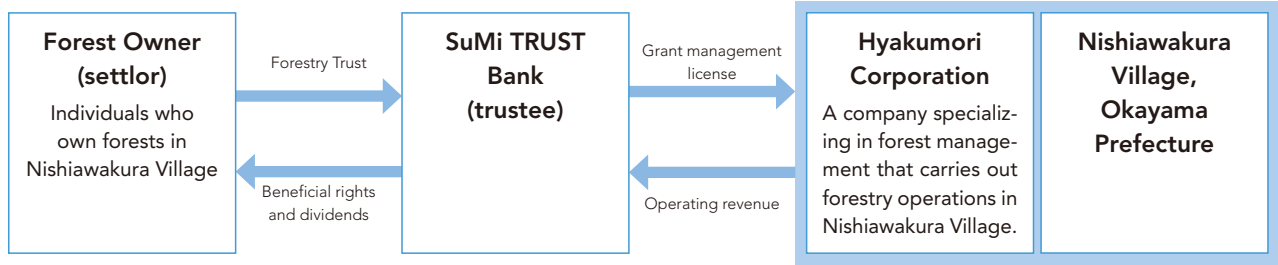 Forest Owner
(settlor)
Individuals who
own forests in
Nishiawakura Village
Forestry Trust
Beneficial rights
and dividends
SuMi TRUST
Bank
(trustee)
Grant management
license
Operating revenue
Hyakumori
Corporation
A company specializ-
ing in forest manage-
ment that carries out
forestry operations in
Nishiawakura Village.
Nishiawakura
Village,
Okayama
Prefecture